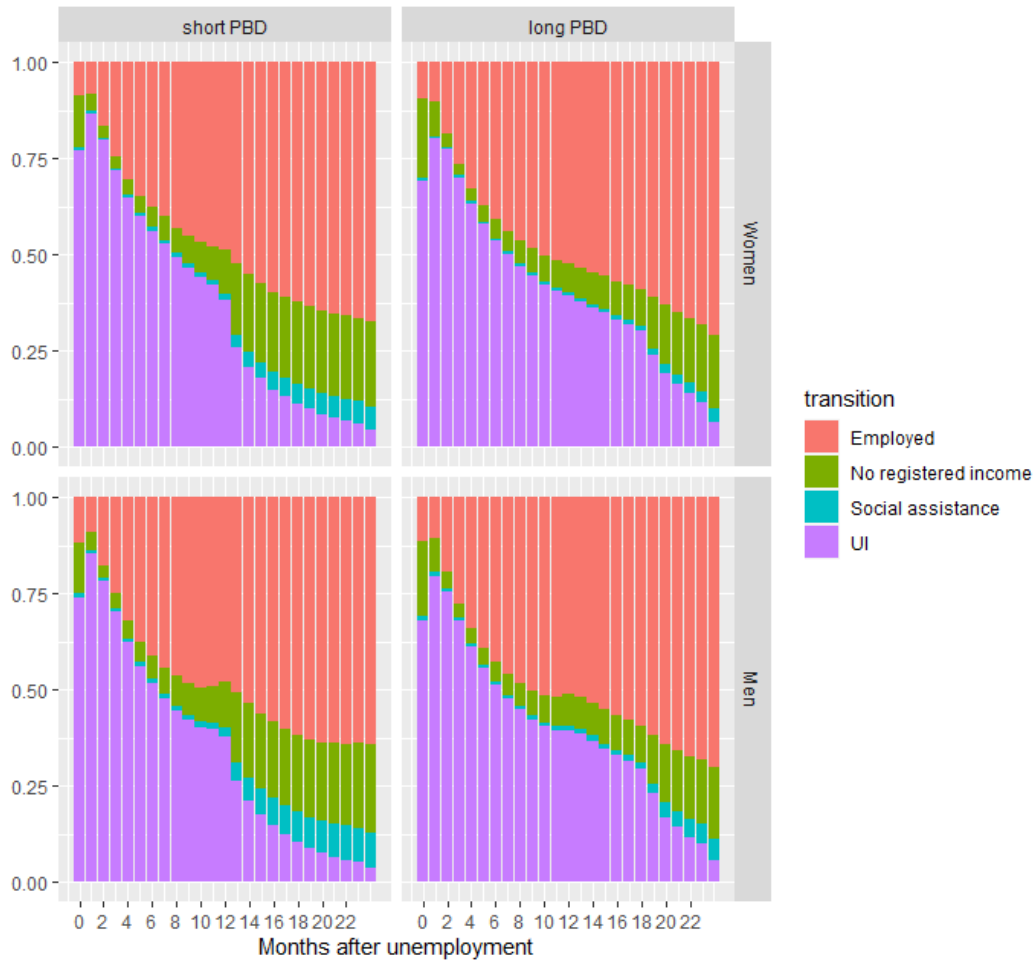 short PBD
long PBD
1.00
0.75
0.50
0.25
0.00
Women
1.00
0.75
0.50
0.25
0.00
Men
0 2 4 6 8 10 12 14 16 18 20 22
0 2 4 6 8 10 12 14 16 18 20 22
Months after unemployment
transition
Employed
No registered income
Social assistance
UI